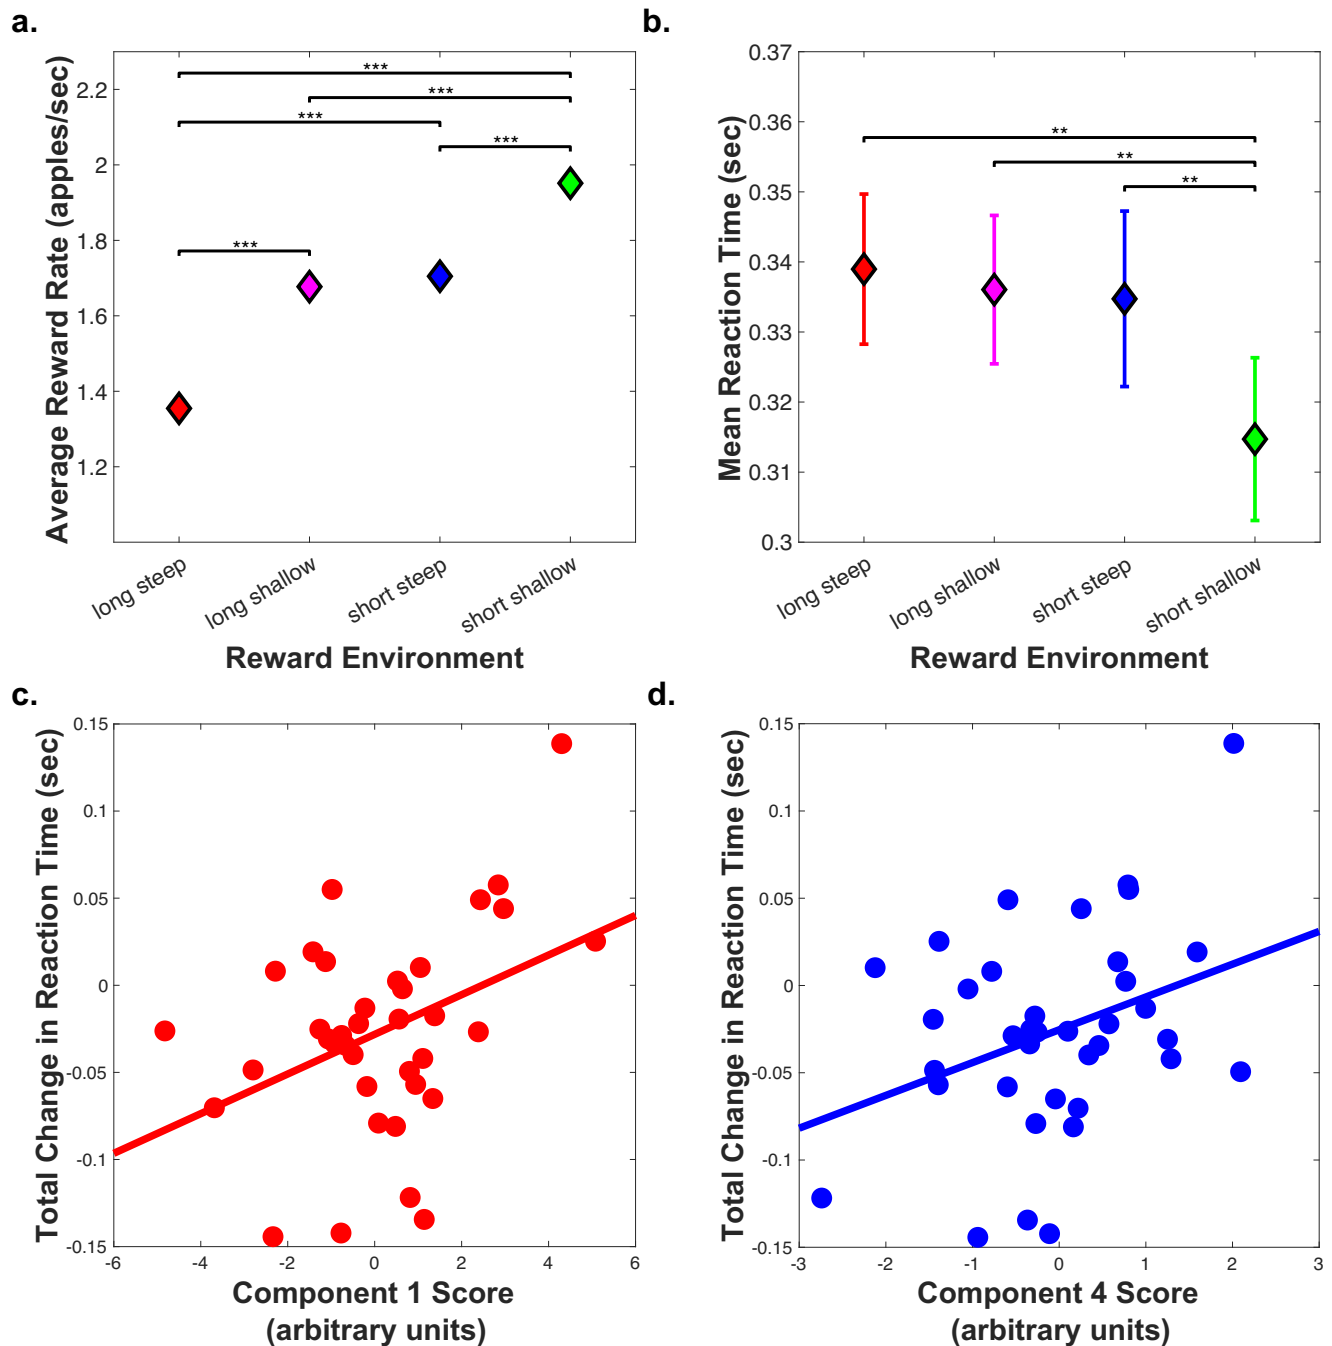 a.
Average Reward Rate (apples/sec)
2.2
2
1.8
1.6
1.4
1.2
***
***
***
***
***
long steep
long shallow
short steep
short shallow
Reward Environment
b.
Mean Reaction Time (sec)
0.37
0.36
0.35
0.34
0.33
0.32
0.31
0.3
**
**
**
long steep
long shallow
short steep
short shallow
Reward Environment
c.
Total Change in Reaction Time (sec)
0.15
0.1
0.05
0
-0.05
-0.1
-0.15
-6
-4
-2
0
2
4
6
Component 1 Score
(arbitrary units)
d.
Total Change in Reaction Time (sec)
0.15
0.1
0.05
0
-0.05
-0.1
-0.15
-3
-2
-1
0
1
2
3
Component 4 Score
(arbitrary units)